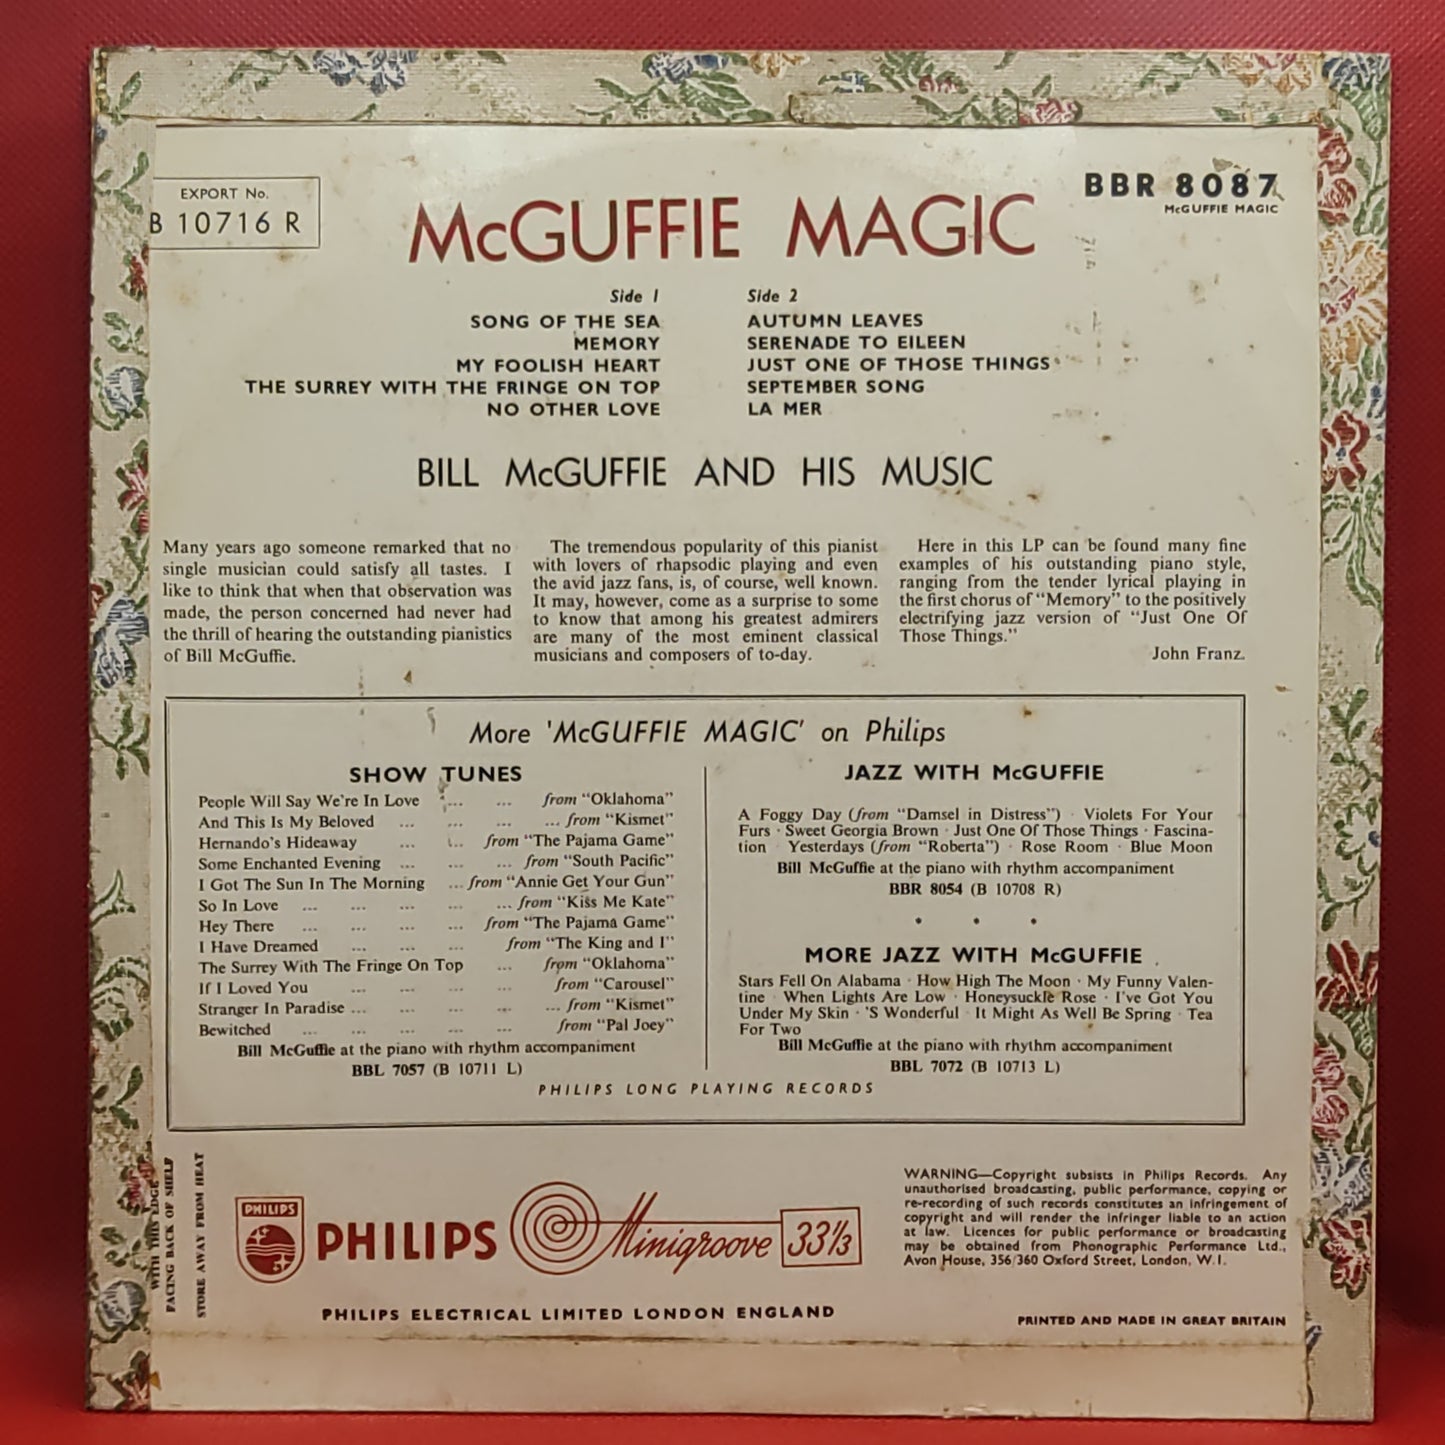 EXPORT No.
B 10716 R
McGUFFIE MAGIC
BBR 8087
McGUFFIE MAGIC
Side 1
SONG OF THE SEA
MEMORY
MY FOOLISH HEART
THE SURREY WITH THE FRINGE ON TOP
NO OTHER LOVE
Side 2
AUTUMN LEAVES
SERENADE TO EILEEN
JUST ONE OF THOSE THINGS
SEPTEMBER SONG
LA MER
BILL McGUFFIE AND HIS MUSIC
Many years ago someone remarked that no
single musician could satisfy all tastes. I
like to think that when that observation was
made, the person concerned had never had
the thrill of hearing the outstanding pianistics
of Bill McGuffie.
The tremendous popularity of this pianist
with lovers of rhapsodic playing and even
the avid jazz fans, is, of course, well known.
It may, however, come as a surprise to some
to know that among his greatest admirers
are many of the most eminent classical
musicians and composers of to-day.
Here in this LP can be found many fine
examples of his outstanding piano style,
ranging from the tender lyrical playing in
the first chorus of "Memory" to the positively
electrifying jazz version of "Just One Of
Those Things."
John Franz.
More 'McGUFFIE MAGIC' on Philips
SHOW TUNES
People Will Say We're In Love ... ... from "Oklahoma"
And This Is My Beloved ... ... ... ... from "Kismet"
Hernando's Hideaway ... ... from "The Pajama Game"
Some Enchanted Evening ... ... ... from "South Pacific"
I Got The Sun In The Morning ... from "Annie Get Your Gun"
So In Love ... ... ... ... ... from "Kiss Me Kate"
Hey There ... ... ... ... from "The Pajama Game"
I Have Dreamed ... ... ... from "The King and I"
The Surrey With The Fringe On Top ... from "Oklahoma"
If I Loved You ... ... ... ... from "Carousel"
Stranger In Paradise ... ... ... ... ... from "Kismet"
Bewitched ... ... ... ... ... from "Pal Joey"
Bill McGuffie at the piano with rhythm accompaniment
BBL 7057 (B 10711 L)
JAZZ WITH McGUFFIE
A Foggy Day (from "Damsel in Distress") · Violets For Your
Furs · Sweet Georgia Brown · Just One Of Those Things · Fascina-
tion · Yesterdays (from "Roberta") · Rose Room · Blue Moon
Bill McGuffie at the piano with rhythm accompaniment
BBR 8054 (B 10708 R)
* * *
MORE JAZZ WITH McGUFFIE
Stars Fell On Alabama · How High The Moon · My Funny Valen-
tine · When Lights Are Low · Honeysuckle Rose · I've Got You
Under My Skin · 'S Wonderful · It Might As Well Be Spring · Tea
For Two
Bill McGuffie at the piano with rhythm accompaniment
BBL 7072 (B 10713 L)
PHILIPS LONG PLAYING RECORDS
WITH THIS EDGE
FACING BACK OF SHELF
STORE AWAY FROM HEAT
PHILIPS
PHILIPS
Minigroove 33⅓
PHILIPS ELECTRICAL LIMITED LONDON ENGLAND
WARNING—Copyright subsists in Philips Records. Any
unauthorised broadcasting, public performance, copying or
re-recording of such records constitutes an infringement of
copyright and will render the infringer liable to an action
at law. Licences for public performance or broadcasting
may be obtained from Phonographic Performance Ltd.,
Avon House, 356/360 Oxford Street, London, W.1.
PRINTED AND MADE IN GREAT BRITAIN